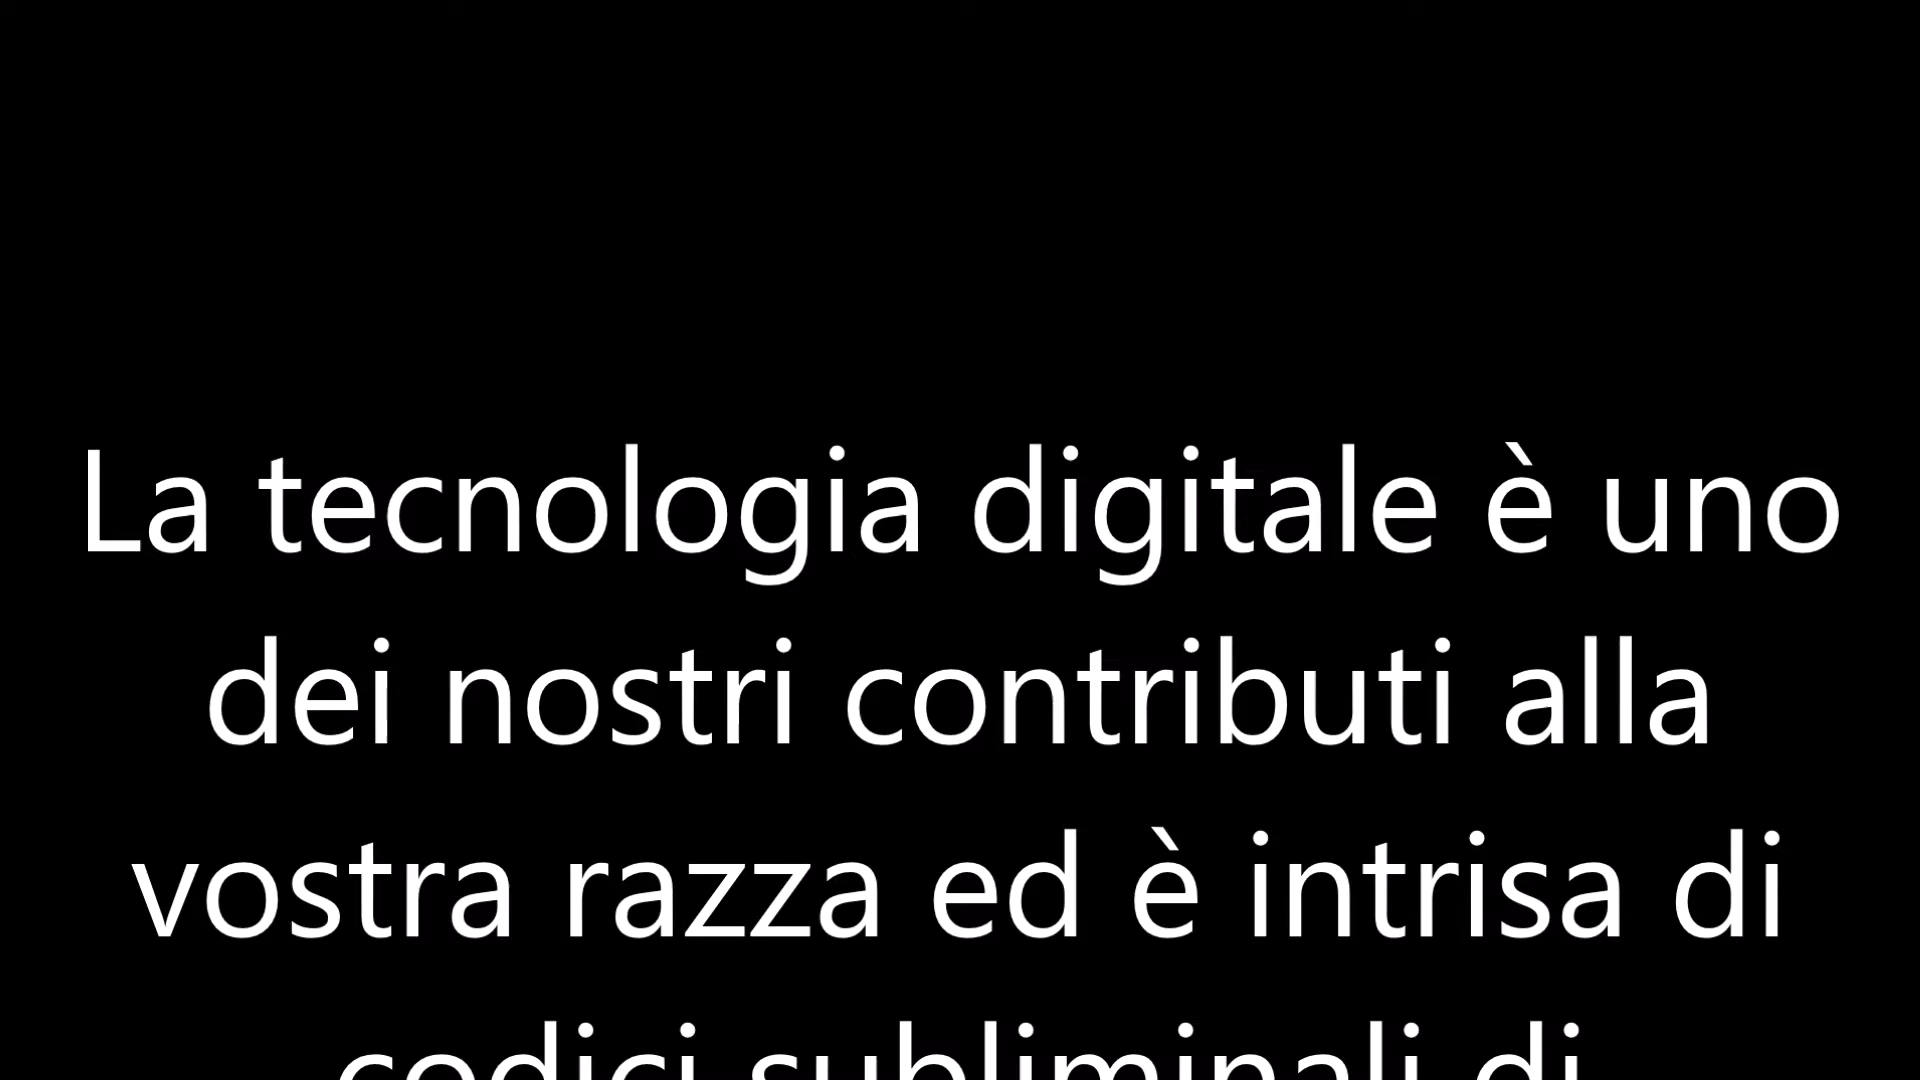 La tecnologia digitale è uno
dei nostri contributi alla
vostra razza ed è intrisa di
codici subliminali di